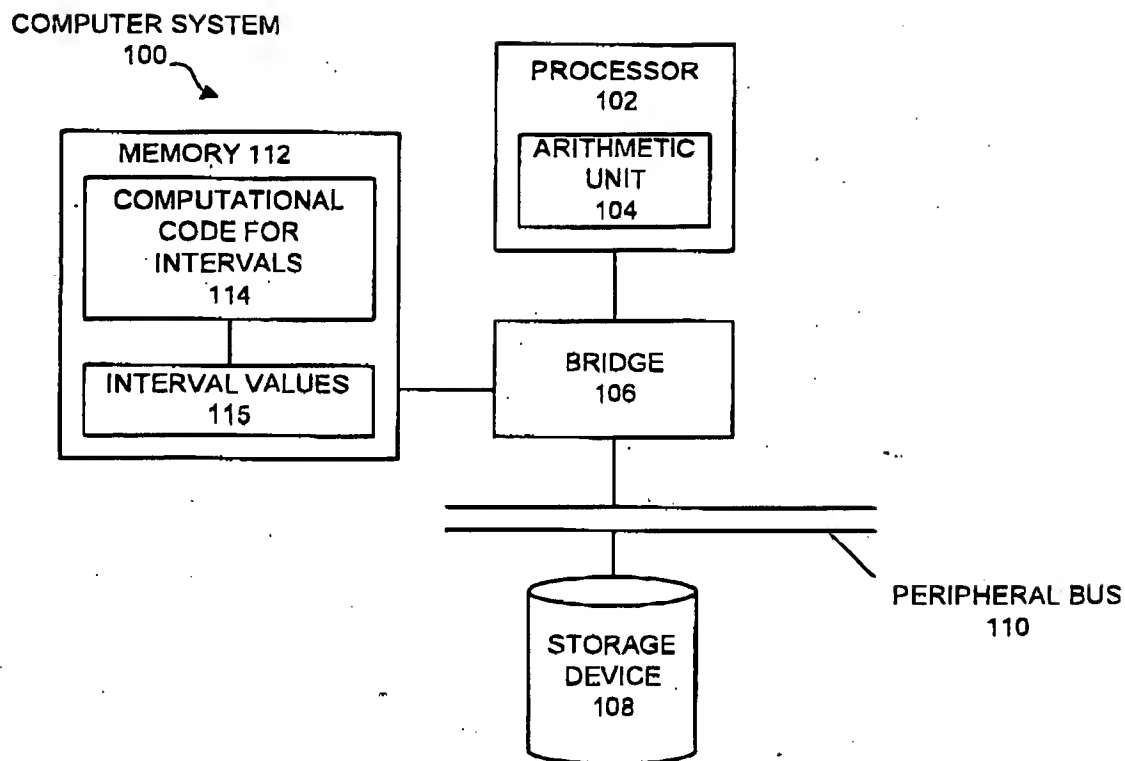 COMPUTER SYSTEM
100
PROCESSOR
102
ARITHMETIC
UNIT
104
MEMORY 112
COMPUTATIONAL
CODE FOR
INTERVALS
114
INTERVAL VALUES
115
BRIDGE
106
PERIPHERAL BUS
110
STORAGE
DEVICE
108